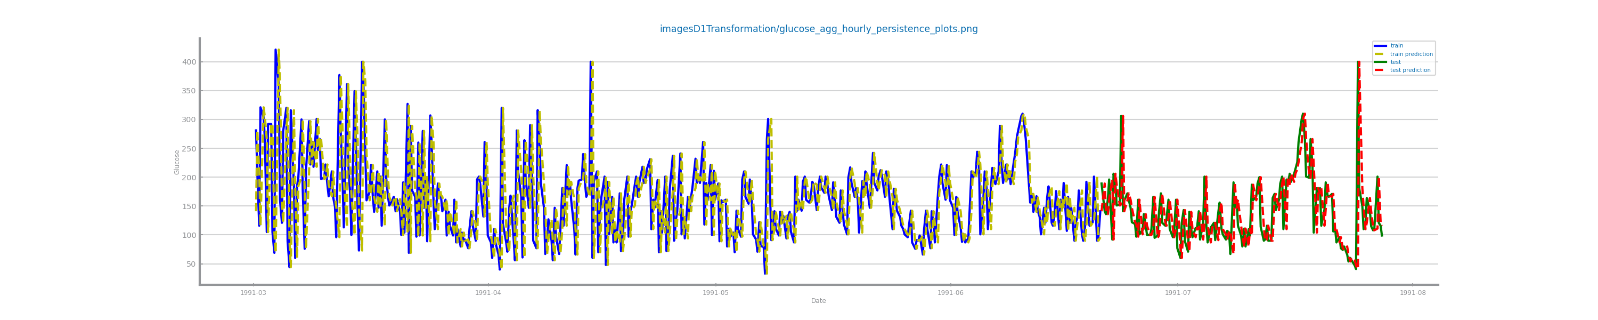 imagesD1Transformation/glucose_agg_hourly_persistence_plots.png
train
train prediction
test
test prediction
400
350
300
250
200
150
100
50
Glucose
1991-03
1991-04
1991-05
1991-06
1991-07
1991-08
Date